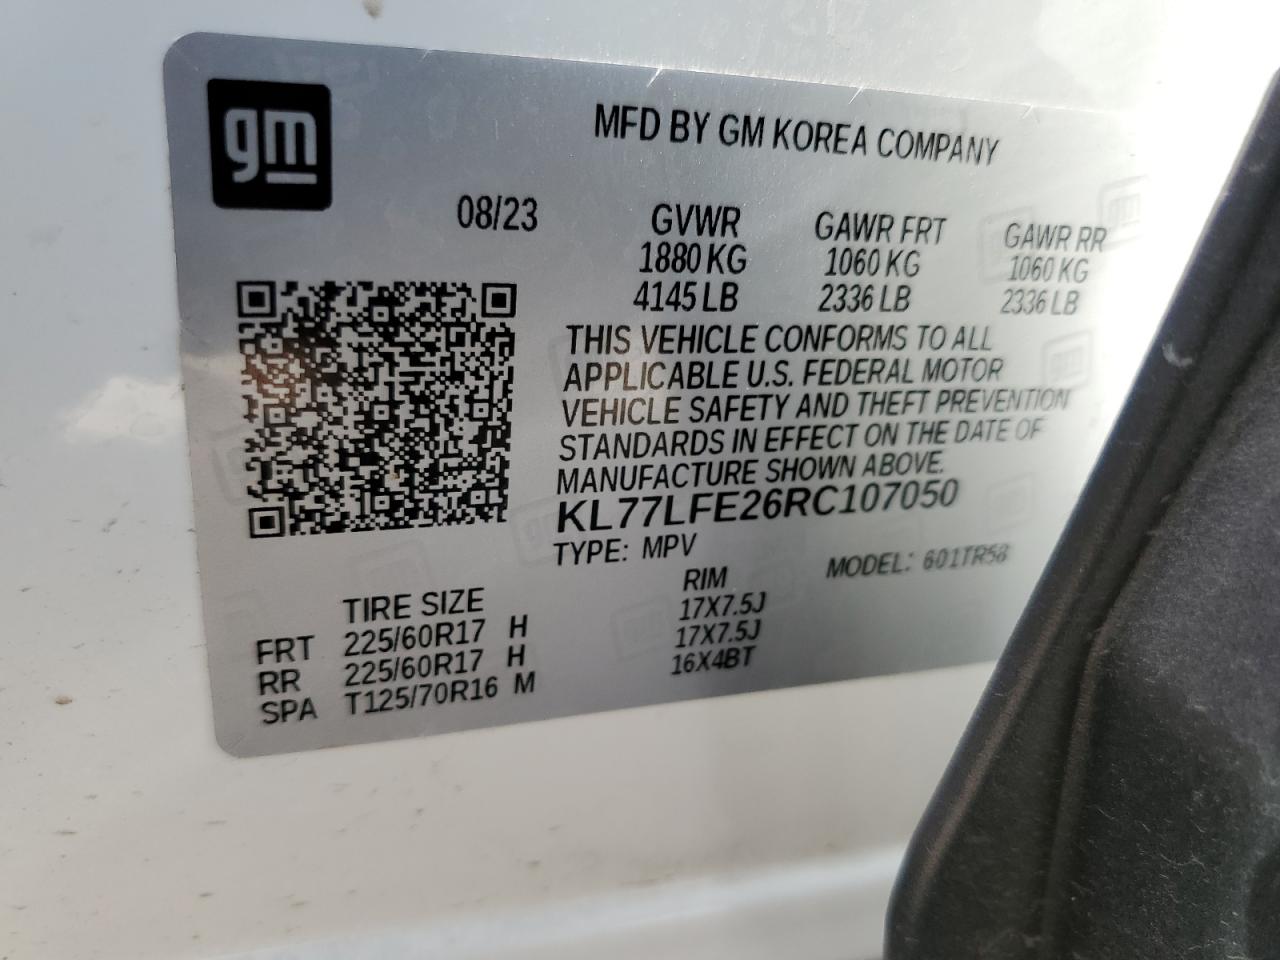 gm
MFD BY GM KOREA COMPANY
08/23 GVWR GAWR FRT GAWR RR
1880 KG 1060 KG 1060 KG
4145 LB 2336 LB 2336 LB
THIS VEHICLE CONFORMS TO ALL
APPLICABLE U.S. FEDERAL MOTOR
VEHICLE SAFETY AND THEFT PREVENTION
STANDARDS IN EFFECT ON THE DATE OF
MANUFACTURE SHOWN ABOVE.
KL77LFE26RC107050
TYPE: MPV MODEL: 601TR58
TIRE SIZE RIM
FRT 225/60R17 H 17X7.5J
RR 225/60R17 H 17X7.5J
SPA T125/70R16 M 16X4BT